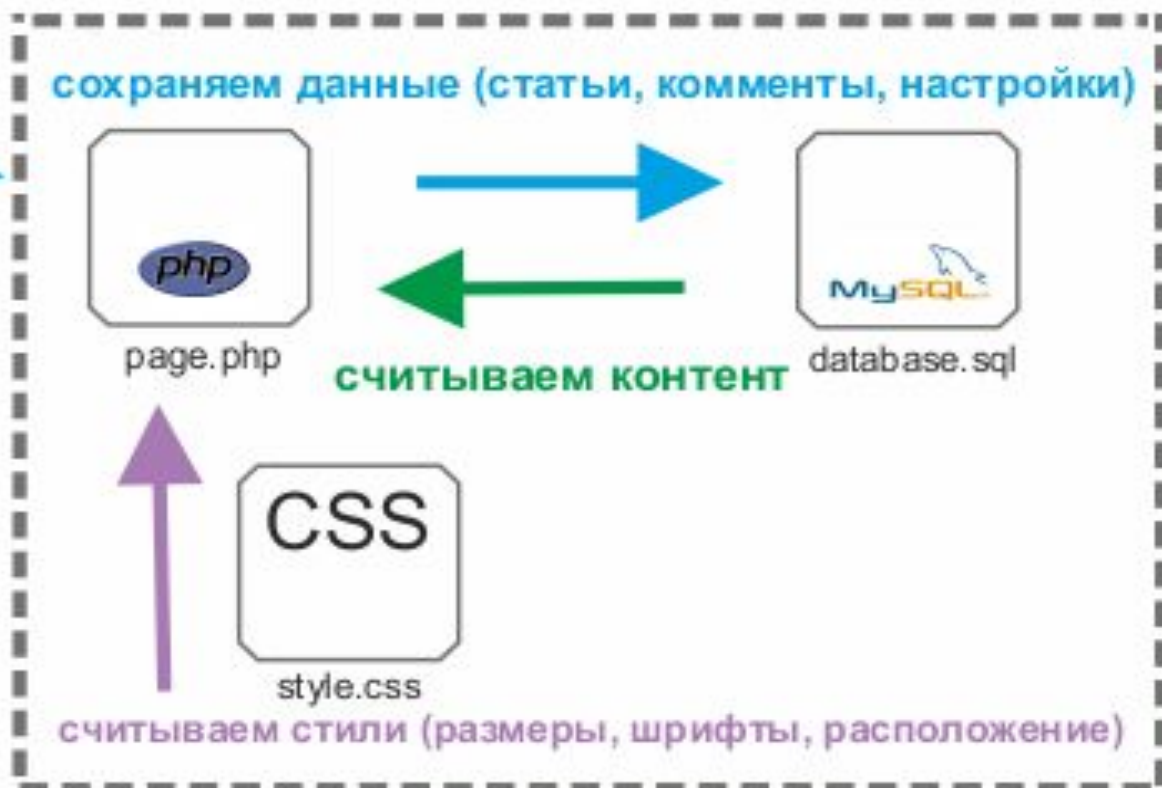 сохраняем данные (статьи, комменты, настройки)
php
MySQL
page.php
database.sql
считываем контент
CSS
style.css
считываем стили (размеры, шрифты, расположение)